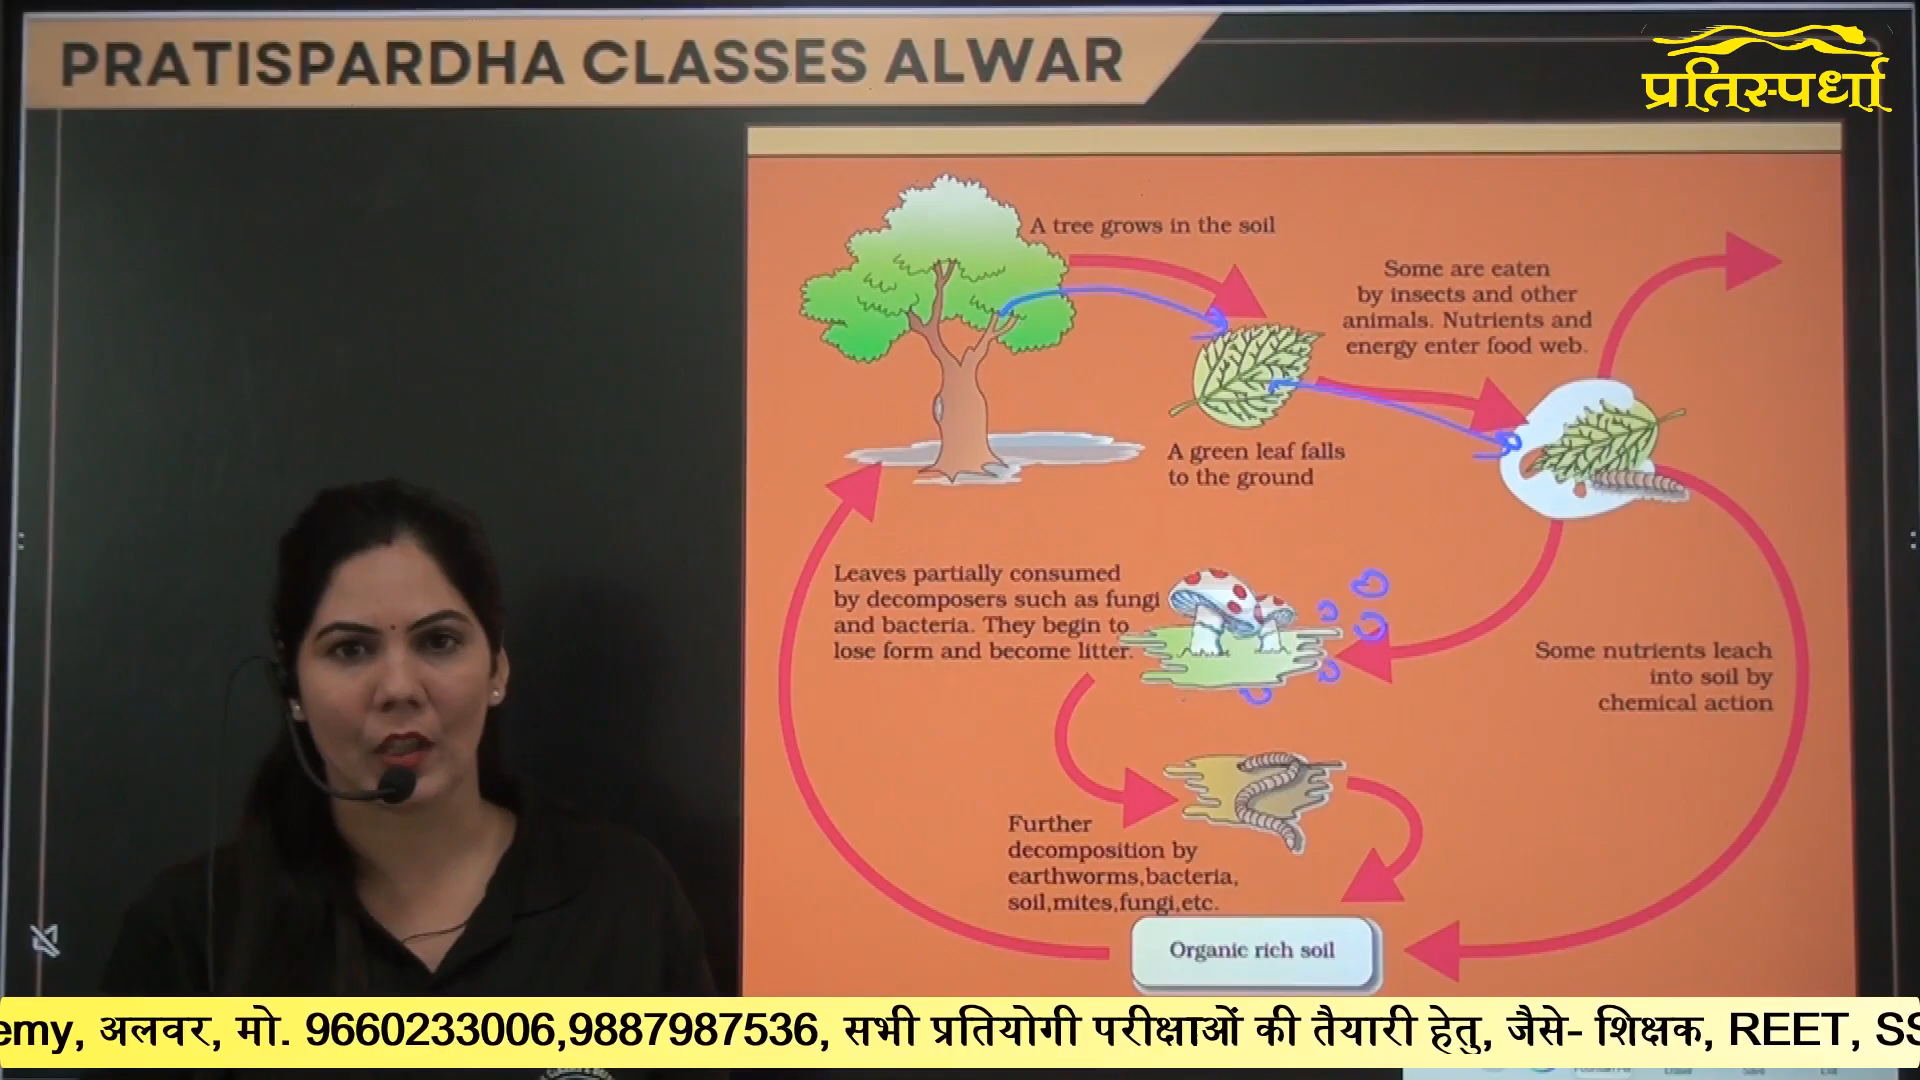 PRATISPARDHA CLASSES ALWAR
प्रतिस्पर्धा
A tree grows in the soil
Some are eaten
by insects and other
animals. Nutrients and
energy enter food web.
A green leaf falls
to the ground
Leaves partially consumed
by decomposers such as fungi
and bacteria. They begin to
lose form and become litter.
Some nutrients leach
into soil by
chemical action
Further
decomposition by
earthworms,bacteria,
soil,mites,fungi,etc.
Organic rich soil
emy, अलवर, मो. 9660233006,9887987536, सभी प्रतियोगी परीक्षाओं की तैयारी हेतु, जैसे- शिक्षक, REET, SS